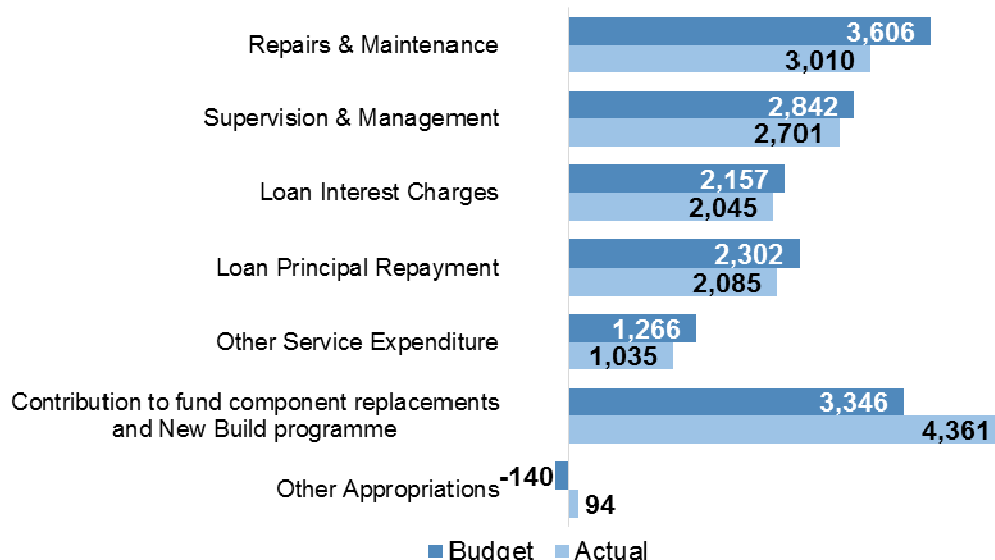 Repairs & Maintenance
3,606
3,010
Supervision & Management
2,842
2,701
Loan Interest Charges
2,157
2,045
Loan Principal Repayment
2,302
2,085
Other Service Expenditure
1,266
1,035
Contribution to fund component replacements
and New Build programme
3,346
4,361
Other Appropriations
-140
94
Budget Actual